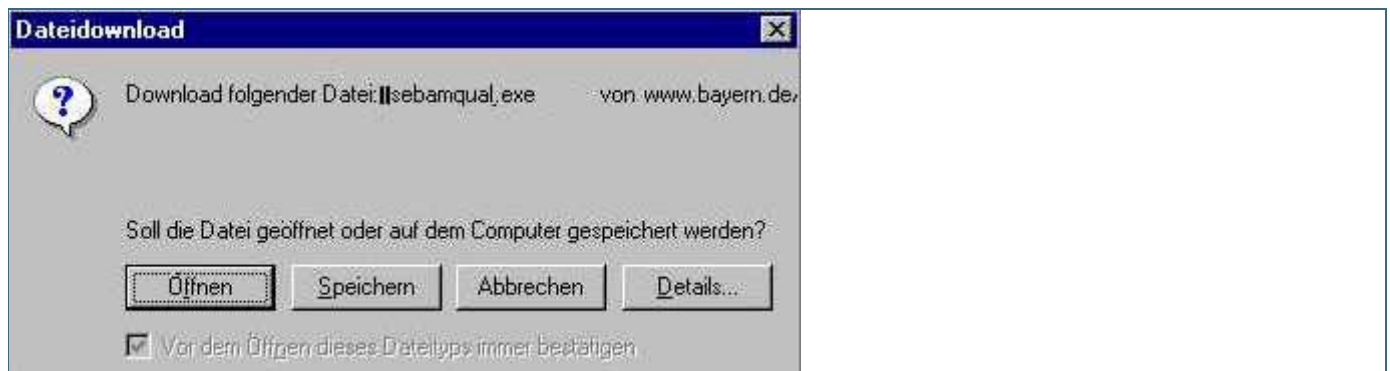 Dateidownload
Download folgender Datei: sebamqual.exe von www.bayern.de/
Soll die Datei geöffnet oder auf dem Computer gespeichert werden?
Öffnen Speichern Abbrechen Details...
Vor dem Öffnen dieses Dateityps immer bestätigen